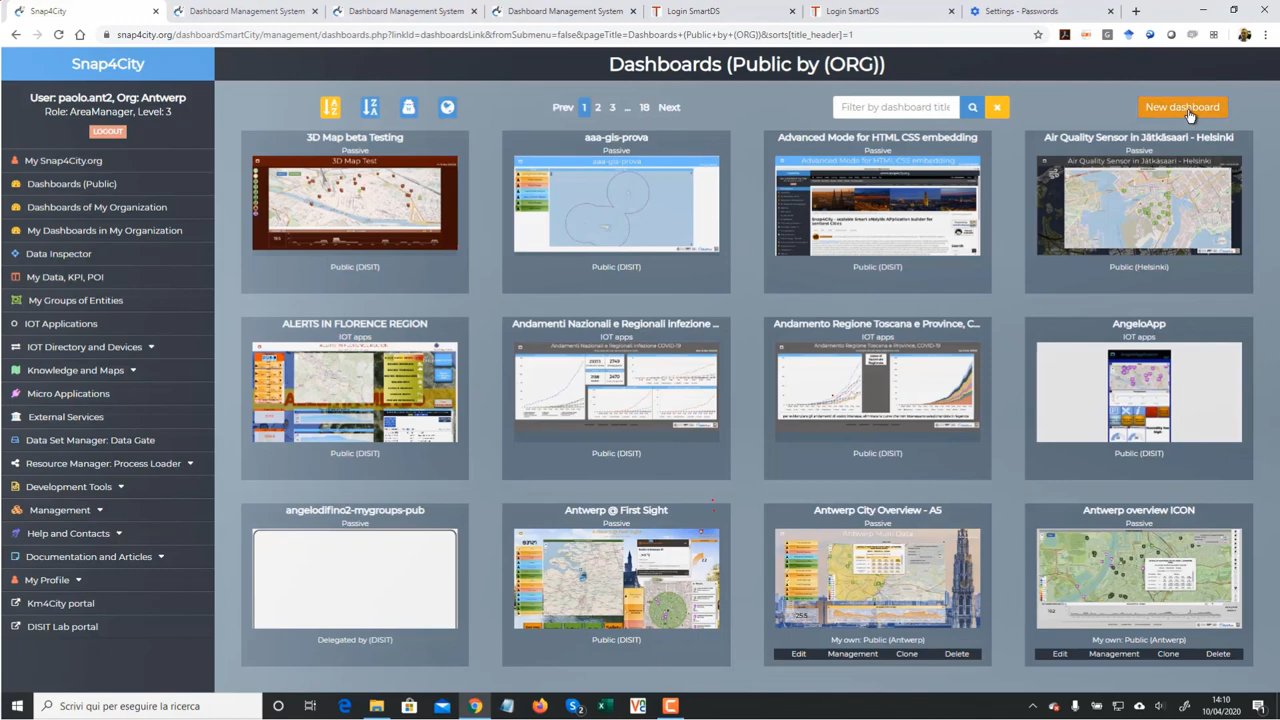 Snap4City
Dashboard Management System
Dashboard Management System
Dashboard Management System
Login SmartDS
Login SmartDS
Settings - Passwords
snap4city.org/dashboardSmartCity/management/dashboards.php?linkId=dashboardsLink&fromSubmenu=false&pageTitle=Dashboards+(Public+by+(ORG))&sorts[title_header]=1
Snap4City
Dashboards (Public by (ORG))
User: paolo.ant2, Org: Antwerp
Role: AreaManager, Level: 3
LOGOUT
My Snap4City.org
Dashboards (Public)
Dashboards of My Organization
My Dashboards in My Organization
Data Inspector
My Data, KPI, POI
My Groups of Entities
IOT Applications
IOT Directory and Devices
Knowledge and Maps
Micro Applications
External Services
Data Set Manager: Data Gate
Resource Manager: Process Loader
Development Tools
Management
Help and Contacts
Documentation and Articles
My Profile
Km4City portal
DISIT Lab portal
Prev 1 2 3 ... 18 Next
Filter by dashboard title
New dashboard
3D Map beta Testing
Passive
3D Map Test
Public (DISIT)
aaa-gis-prova
Passive
aaa-gis-prova
Public (DISIT)
Advanced Mode for HTML CSS embedding
Passive
Advanced Mode for HTML CSS embedding
Public (DISIT)
Air Quality Sensor in Jätkäsaari - Helsinki
Passive
Air Quality Sensor in Jätkäsaari - Helsinki
Public (Helsinki)
ALERTS IN FLORENCE REGION
IOT apps
Public (DISIT)
Andamenti Nazionali e Regionali infezione ...
IOT apps
Public (DISIT)
Andamento Regione Toscana e Province, C...
IOT apps
Public (DISIT)
AngeloApp
IOT apps
Public (DISIT)
angelodifino2-mygroups-pub
Passive
Delegated by (DISIT)
Antwerp @ First Sight
Passive
Public (DISIT)
Antwerp City Overview - A5
Passive
My own: Public (Antwerp)
Edit Management Clone Delete
Antwerp overview ICON
Passive
My own: Public (Antwerp)
Edit Management Clone Delete
Scrivi qui per eseguire la ricerca
14:10
10/04/2020